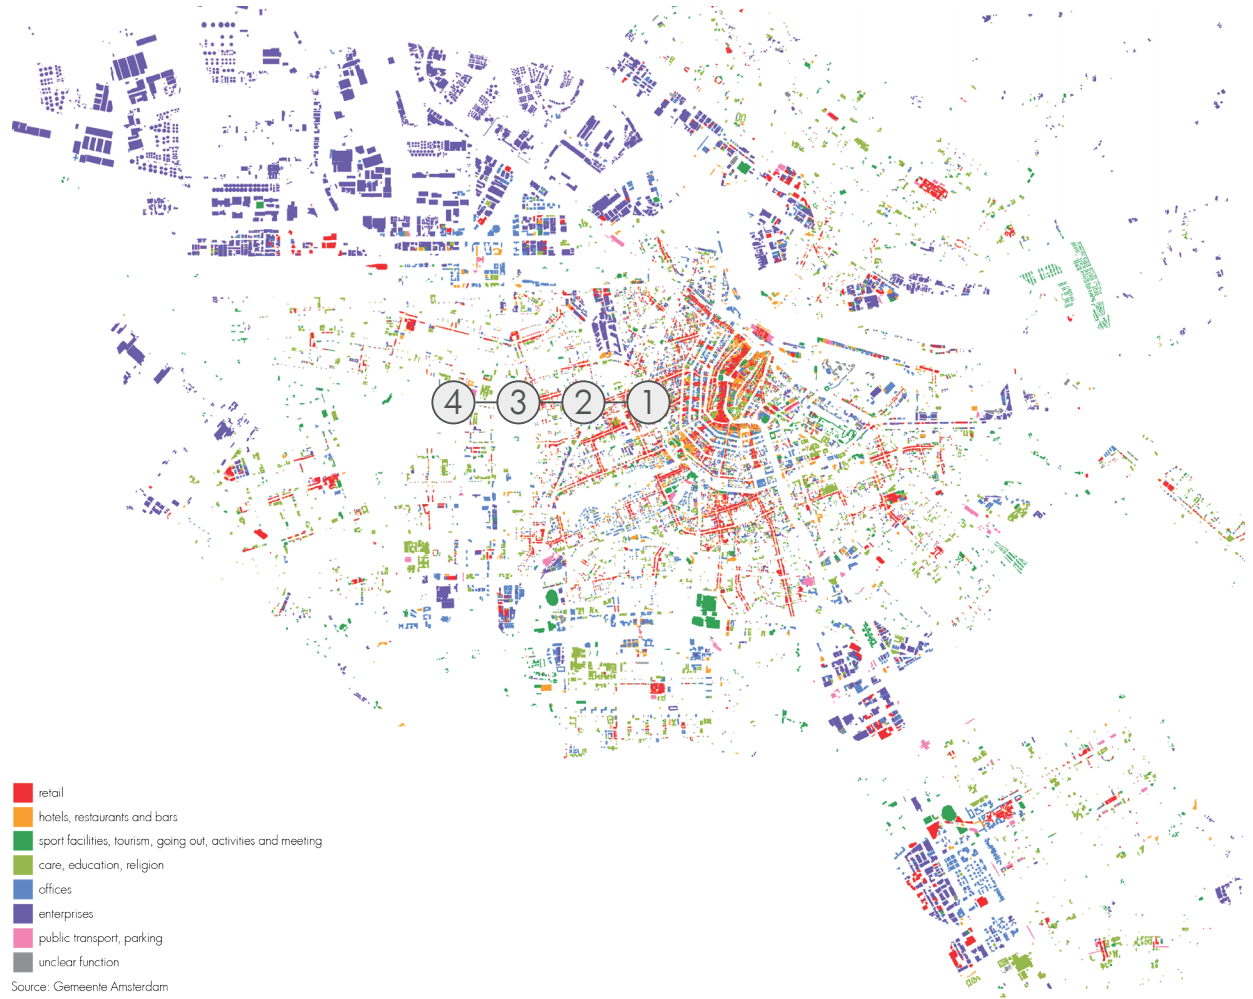 4 3 2 1
retail
hotels, restaurants and bars
sport facilities, tourism, going out, activities and meeting
care, education, religion
offices
enterprises
public transport, parking
unclear function
Source: Gemeente Amsterdam